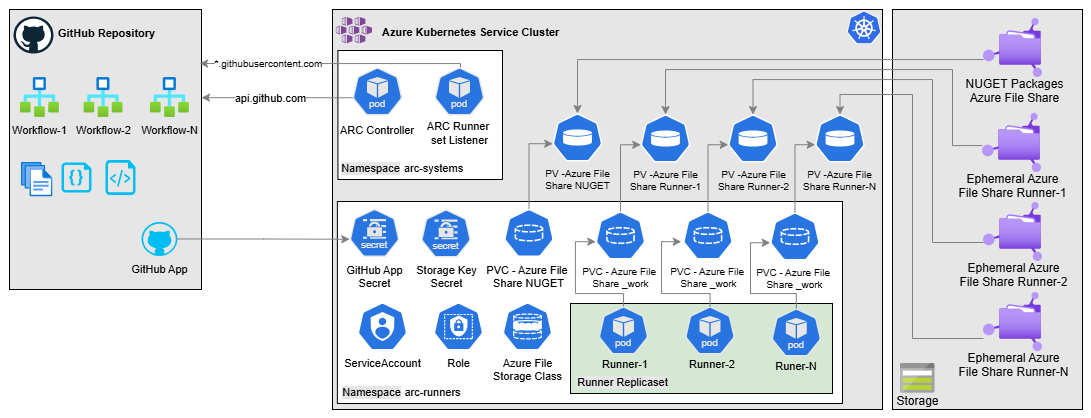 GitHub Repository
Workflow-1
Workflow-2
Workflow-N
GitHub App
Azure Kubernetes Service Cluster
*.githubusercontent.com
api.github.com
pod
ARC Controller
pod
ARC Runner
set Listener
Namespace arc-systems
PV -Azure File
Share NUGET
PV -Azure File
Share Runner-1
PV -Azure File
Share Runner-2
PV -Azure File
Share Runner-N
secret
GitHub App
Secret
secret
Storage Key
Secret
PVC - Azure File
Share NUGET
PVC - Azure File
Share _work
PVC - Azure File
Share _work
PVC - Azure File
Share _work
ServiceAccount
Role
Azure File
Storage Class
pod
Runner-1
pod
Runner-2
pod
Runer-N
Runner Replicaset
Namespace arc-runners
NUGET Packages
Azure File Share
Ephemeral Azure
File Share Runner-1
Ephemeral Azure
File Share Runner-2
Ephemeral Azure
File Share Runner-N
Storage